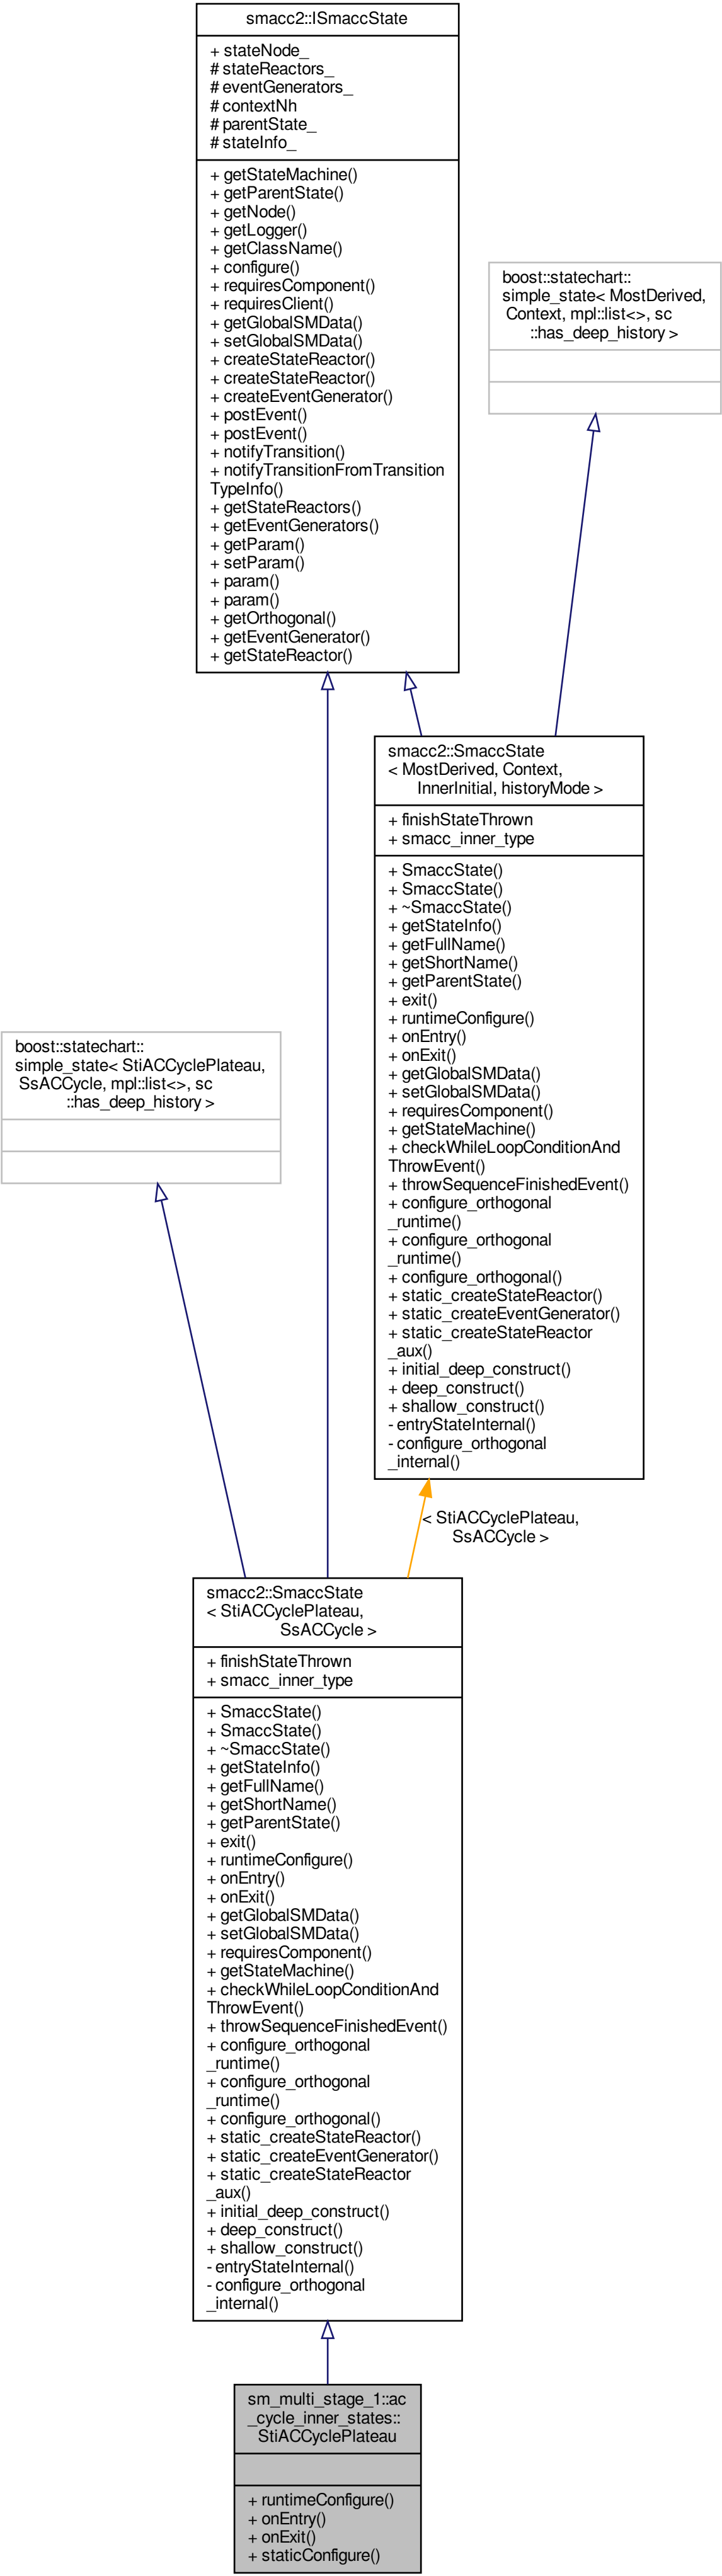 smacc2::ISmaccState
+ stateNode_
# stateReactors_
# eventGenerators_
# contextNh
# parentState_
# stateInfo_
+ getStateMachine()
+ getParentState()
+ getNode()
+ getLogger()
+ getClassName()
+ configure()
+ requiresComponent()
+ requiresClient()
+ getGlobalSMData()
+ setGlobalSMData()
+ createStateReactor()
+ createStateReactor()
+ createEventGenerator()
+ postEvent()
+ postEvent()
+ notifyTransition()
+ notifyTransitionFromTransition
TypeInfo()
+ getStateReactors()
+ getEventGenerators()
+ getParam()
+ setParam()
+ param()
+ param()
+ getOrthogonal()
+ getEventGenerator()
+ getStateReactor()
boost::statechart::
simple_state< MostDerived,
Context, mpl::list<>, sc
::has_deep_history >
smacc2::SmaccState
< MostDerived, Context,
InnerInitial, historyMode >
+ finishStateThrown
+ smacc_inner_type
+ SmaccState()
+ SmaccState()
+ ~SmaccState()
+ getStateInfo()
+ getFullName()
+ getShortName()
+ getParentState()
+ exit()
+ runtimeConfigure()
+ onEntry()
+ onExit()
+ getGlobalSMData()
+ setGlobalSMData()
+ requiresComponent()
+ getStateMachine()
+ checkWhileLoopConditionAnd
ThrowEvent()
+ throwSequenceFinishedEvent()
+ configure_orthogonal
_runtime()
+ configure_orthogonal
_runtime()
+ configure_orthogonal()
+ static_createStateReactor()
+ static_createEventGenerator()
+ static_createStateReactor
_aux()
+ initial_deep_construct()
+ deep_construct()
+ shallow_construct()
- entryStateInternal()
- configure_orthogonal
_internal()
boost::statechart::
simple_state< StiACCyclePlateau,
SsACCycle, mpl::list<>, sc
::has_deep_history >
< StiACCyclePlateau,
SsACCycle >
smacc2::SmaccState
< StiACCyclePlateau,
SsACCycle >
+ finishStateThrown
+ smacc_inner_type
+ SmaccState()
+ SmaccState()
+ ~SmaccState()
+ getStateInfo()
+ getFullName()
+ getShortName()
+ getParentState()
+ exit()
+ runtimeConfigure()
+ onEntry()
+ onExit()
+ getGlobalSMData()
+ setGlobalSMData()
+ requiresComponent()
+ getStateMachine()
+ checkWhileLoopConditionAnd
ThrowEvent()
+ throwSequenceFinishedEvent()
+ configure_orthogonal
_runtime()
+ configure_orthogonal
_runtime()
+ configure_orthogonal()
+ static_createStateReactor()
+ static_createEventGenerator()
+ static_createStateReactor
_aux()
+ initial_deep_construct()
+ deep_construct()
+ shallow_construct()
- entryStateInternal()
- configure_orthogonal
_internal()
sm_multi_stage_1::ac
_cycle_inner_states::
StiACCyclePlateau
+ runtimeConfigure()
+ onEntry()
+ onExit()
+ staticConfigure()